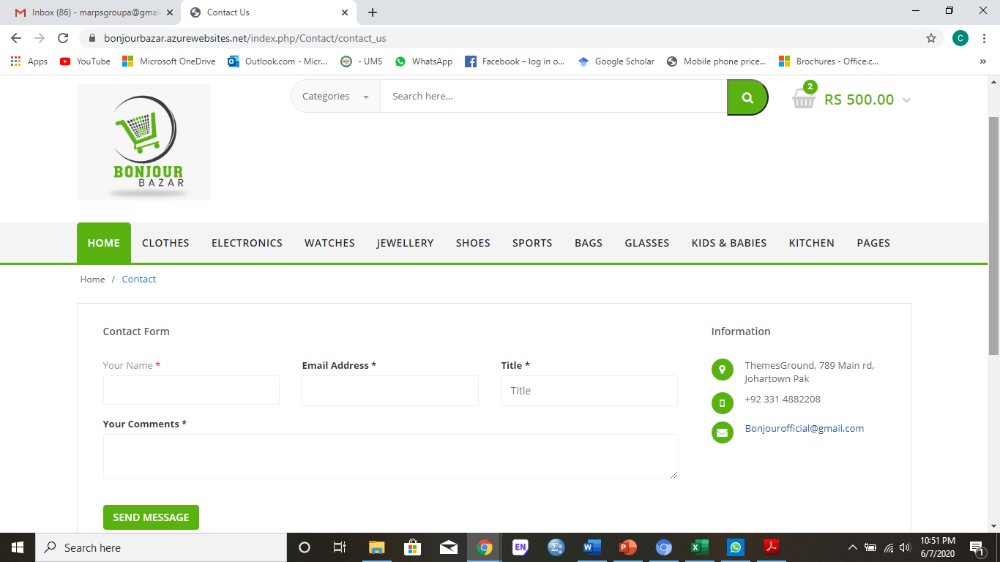 Inbox (86) - marpsgroupa@gmai
Contact Us
bonjourbazar.azurewebsites.net/index.php/Contact/contact_us
C
Apps
YouTube
Microsoft OneDrive
Outlook.com - Micr...
- UMS
WhatsApp
Facebook – log in o...
Google Scholar
Mobile phone price...
Brochures - Office.c...
»
BONJOUR
BAZAR
Categories
Search here...
2
RS 500.00
HOME
CLOTHES
ELECTRONICS
WATCHES
JEWELLERY
SHOES
SPORTS
BAGS
GLASSES
KIDS & BABIES
KITCHEN
PAGES
Home / Contact
Contact Form
Your Name *
Email Address *
Title *
Title
Your Comments *
SEND MESSAGE
Information
ThemesGround, 789 Main rd,
Johartown Pak
+92 331 4882208
Bonjourofficial@gmail.com
Search here
EN
10:51 PM
6/7/2020
1